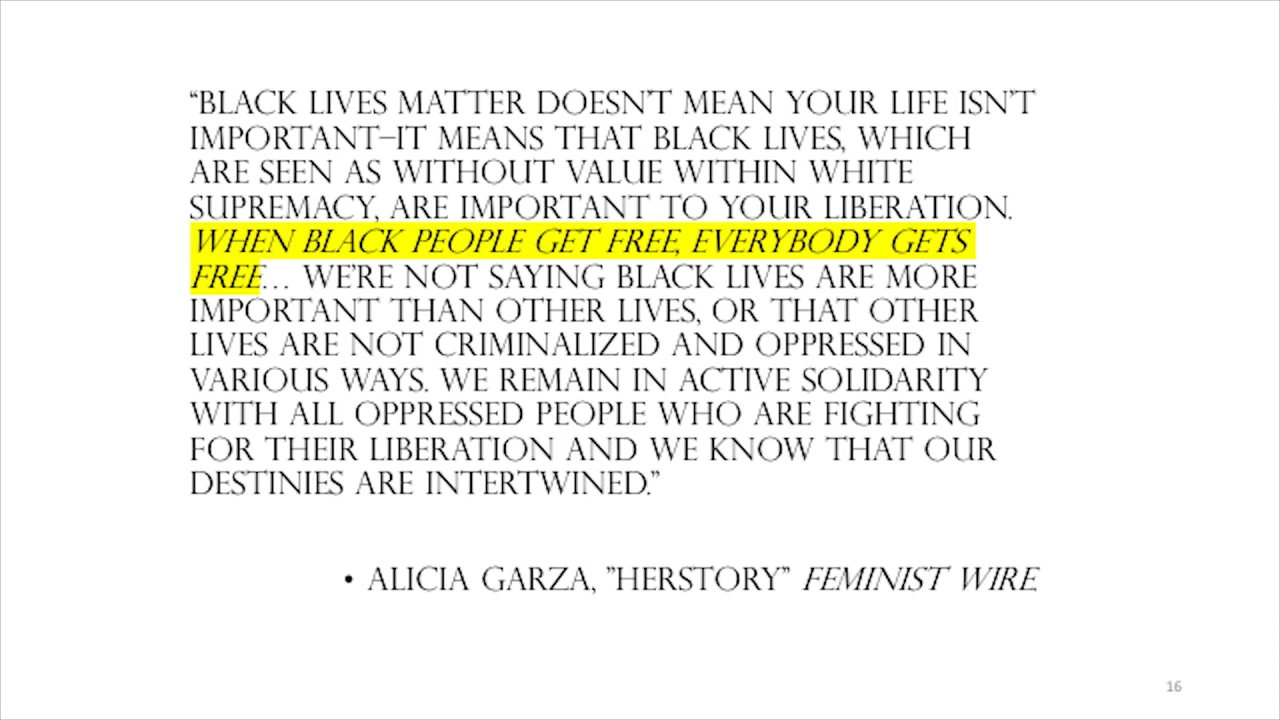 “BLACK LIVES MATTER DOESN’T MEAN YOUR LIFE ISN’T
IMPORTANT–IT MEANS THAT BLACK LIVES, WHICH
ARE SEEN AS WITHOUT VALUE WITHIN WHITE
SUPREMACY, ARE IMPORTANT TO YOUR LIBERATION.
WHEN BLACK PEOPLE GET FREE, EVERYBODY GETS
FREE… WE’RE NOT SAYING BLACK LIVES ARE MORE
IMPORTANT THAN OTHER LIVES, OR THAT OTHER
LIVES ARE NOT CRIMINALIZED AND OPPRESSED IN
VARIOUS WAYS. WE REMAIN IN ACTIVE SOLIDARITY
WITH ALL OPPRESSED PEOPLE WHO ARE FIGHTING
FOR THEIR LIBERATION AND WE KNOW THAT OUR
DESTINIES ARE INTERTWINED.”
• ALICIA GARZA, ”HERSTORY” FEMINIST WIRE
16